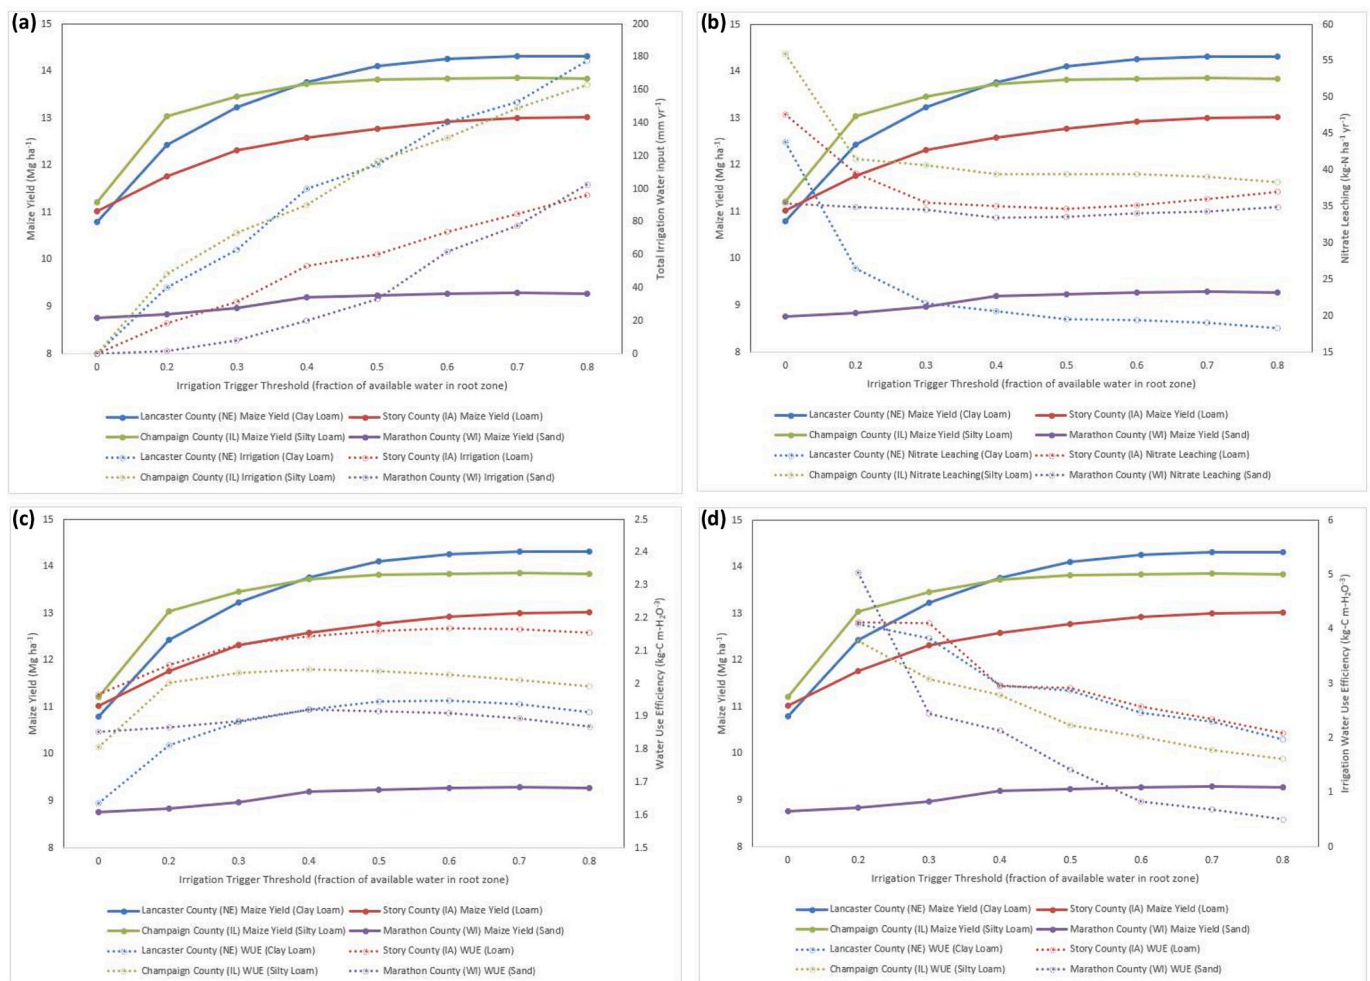 (a)
15
14
13
12
11
10
9
8
Maize Yield (Mg ha⁻¹)
200
180
160
140
120
100
80
60
40
20
0
Total Irrigation Water Input (mm yr⁻¹)
0 0.2 0.3 0.4 0.5 0.6 0.7 0.8
Irrigation Trigger Threshold (fraction of available water in root zone)
Lancaster County (NE) Maize Yield (Clay Loam) Story County (IA) Maize Yield (Loam)
Champaign County (IL) Maize Yield (Silty Loam) Marathon County (WI) Maize Yield (Sand)
Lancaster County (NE) Irrigation (Clay Loam) Story County (IA) Irrigation (Loam)
Champaign County (IL) Irrigation (Silty Loam) Marathon County (WI) Irrigation (Sand)
(b)
15
14
13
12
11
10
9
8
Maize Yield (Mg ha⁻¹)
60
55
50
45
40
35
30
25
20
15
Nitrate Leaching (kg-N ha⁻¹ yr⁻¹)
0 0.2 0.3 0.4 0.5 0.6 0.7 0.8
Irrigation Trigger Threshold (fraction of available water in root zone)
Lancaster County (NE) Maize Yield (Clay Loam) Story County (IA) Maize Yield (Loam)
Champaign County (IL) Maize Yield (Silty Loam) Marathon County (WI) Maize Yield (Sand)
Lancaster County (NE) Nitrate Leaching (Clay Loam) Story County (IA) Nitrate Leaching (Loam)
Champaign County (IL) Nitrate Leaching(Silty Loam) Marathon County (WI) Nitrate Leaching (Sand)
(c)
15
14
13
12
11
10
9
8
Maize Yield (Mg ha⁻¹)
2.5
2.4
2.3
2.2
2.1
2
1.9
1.8
1.7
1.6
1.5
Water Use Efficiency (kg-C m-H₂O⁻³)
0 0.2 0.3 0.4 0.5 0.6 0.7 0.8
Irrigation Trigger Threshold (fraction of available water in root zone)
Lancaster County (NE) Maize Yield (Clay Loam) Story County (IA) Maize Yield (Loam)
Champaign County (IL) Maize Yield (Silty Loam) Marathon County (WI) Maize Yield (Sand)
Lancaster County (NE) WUE (Clay Loam) Story County (IA) WUE (Loam)
Champaign County (IL) WUE (Silty Loam) Marathon County (WI) WUE (Sand)
(d)
15
14
13
12
11
10
9
8
Maize Yield (Mg ha⁻¹)
6
5
4
3
2
1
0
Irrigation Water Use Efficiency (kg-C m-H₂O⁻³)
0 0.2 0.3 0.4 0.5 0.6 0.7 0.8
Irrigation Trigger Threshold (fraction of available water in root zone)
Lancaster County (NE) Maize Yield (Clay Loam) Story County (IA) Maize Yield (Loam)
Champaign County (IL) Maize Yield (Silty Loam) Marathon County (WI) Maize Yield (Sand)
Lancaster County (NE) WUE (Clay Loam) Story County (IA) WUE (Loam)
Champaign County (IL) WUE (Silty Loam) Marathon County (WI) WUE (Sand)